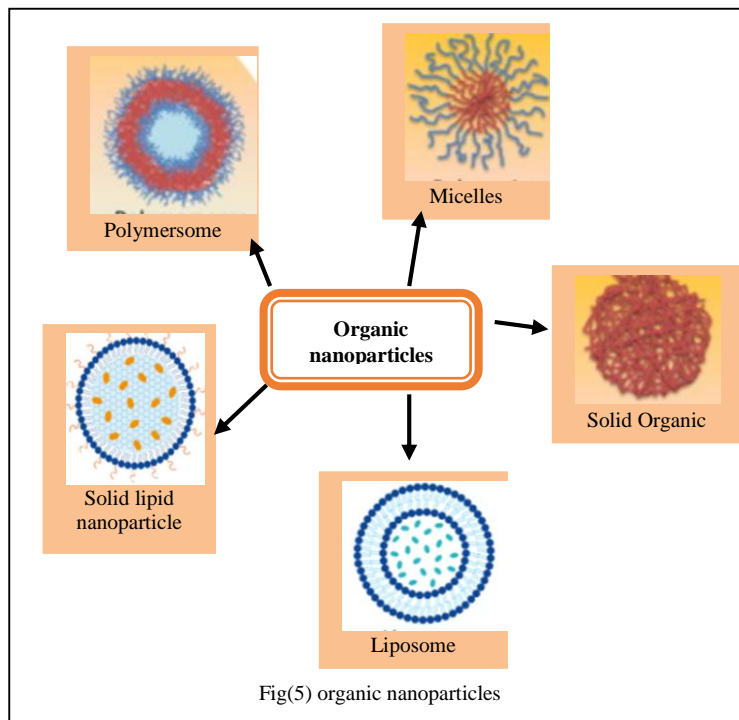 Polymersome
Micelles
Organic
nanoparticles
Solid Organic
Solid lipid
nanoparticle
Liposome
Fig(5) organic nanoparticles